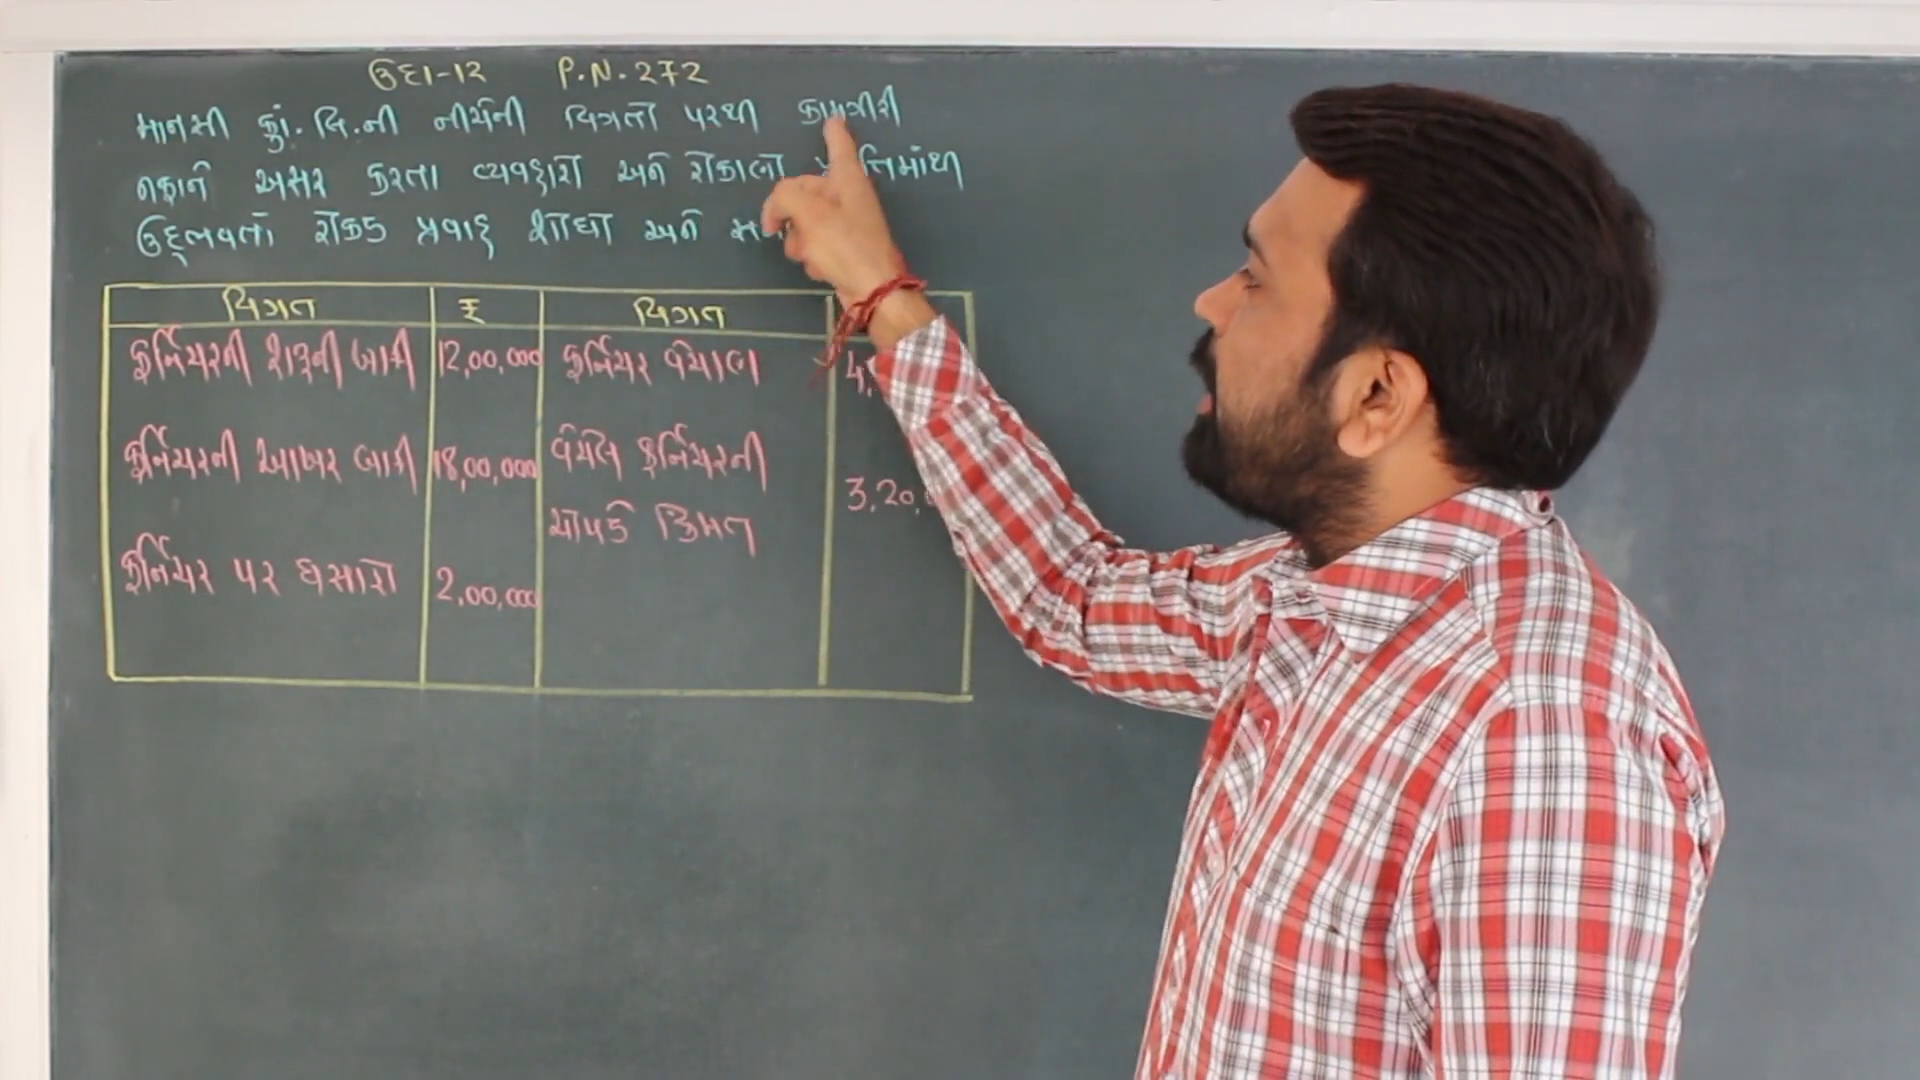 ઉદા-12 P.N.272
માનસી કાું. લિ.ની નીચેની વિગતો પરથી કામગીરી
નફાને અસર કરતા વ્યવહારો અને રોકાણો
ઉદ્ભવતો રોકડ પ્રવાહ શોધો અને
વિગત ₹ વિગત
ફર્નિચરની શરૂની બાકી 12,00,000 ફર્નિચર વેચાણ
ફર્નિચરની આખર બાકી 18,00,000 વેચેલ ફર્નિચરની
ચોપડે કિંમત 3,20,
ફર્નિચર પર ઘસારો 2,00,000